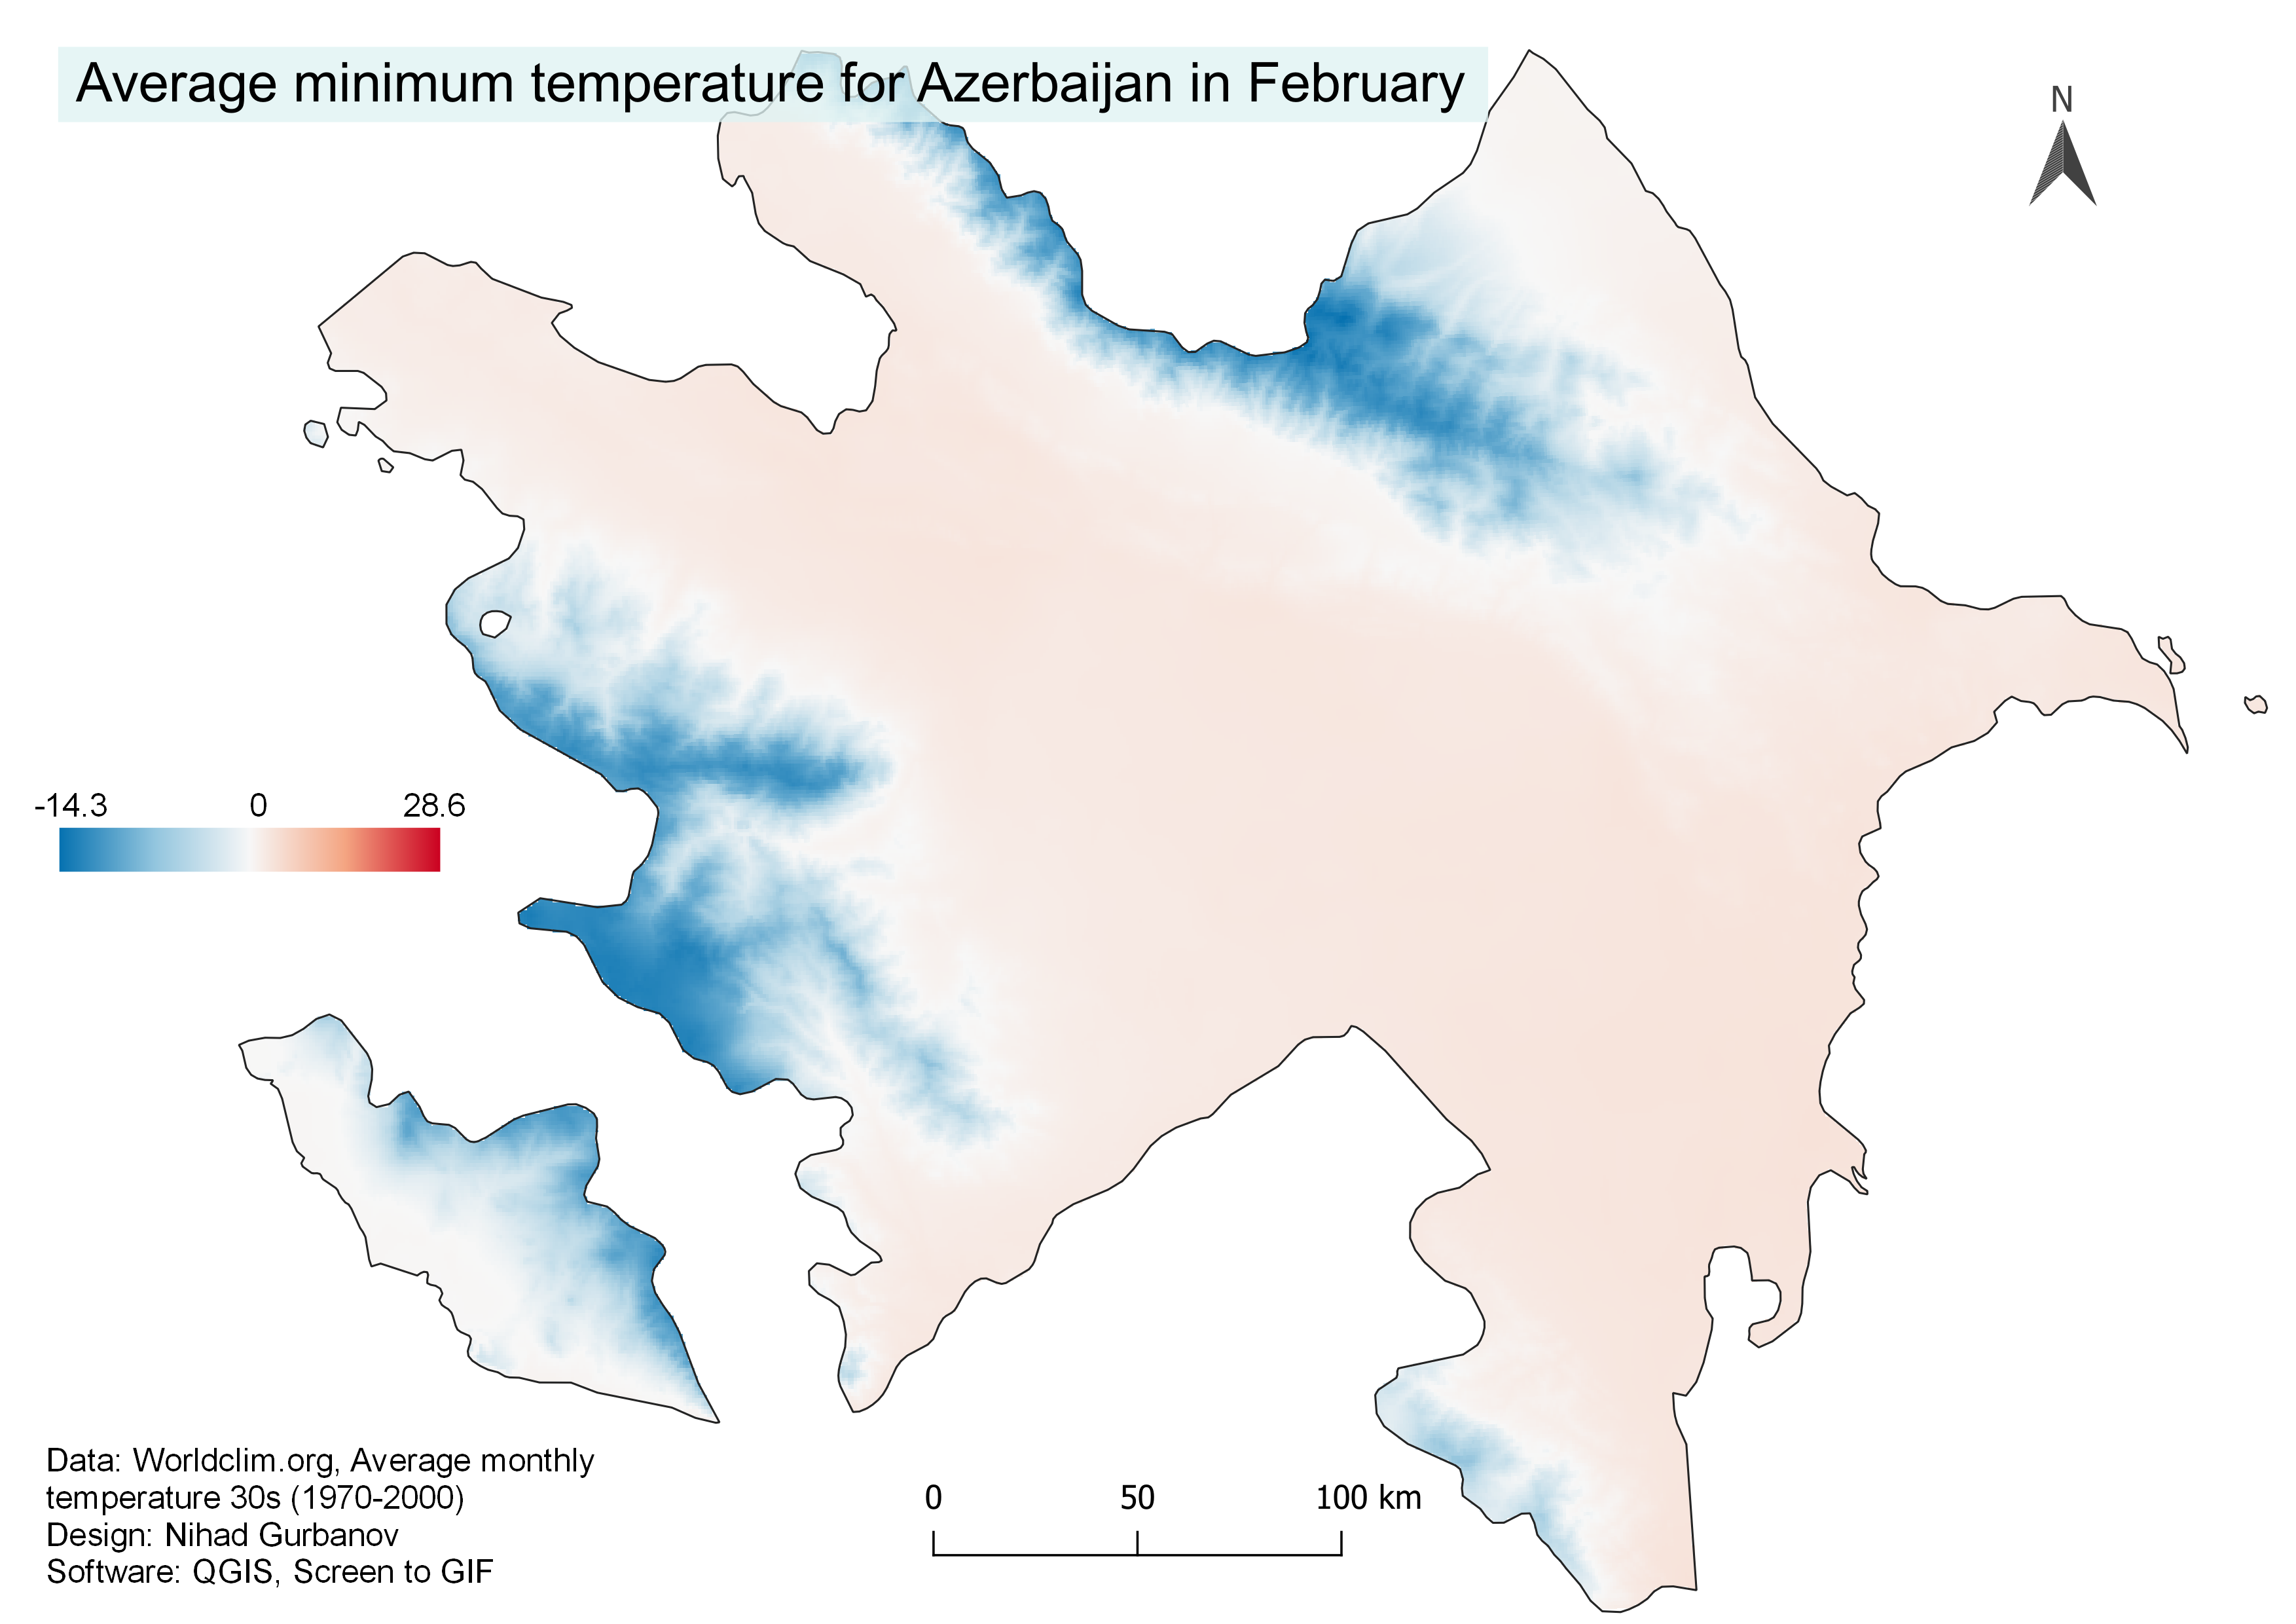 Average minimum temperature for Azerbaijan in February
N
-14.3 0 28.6
Data: Worldclim.org, Average monthly
temperature 30s (1970-2000)
Design: Nihad Gurbanov
Software: QGIS, Screen to GIF
0 50 100 km